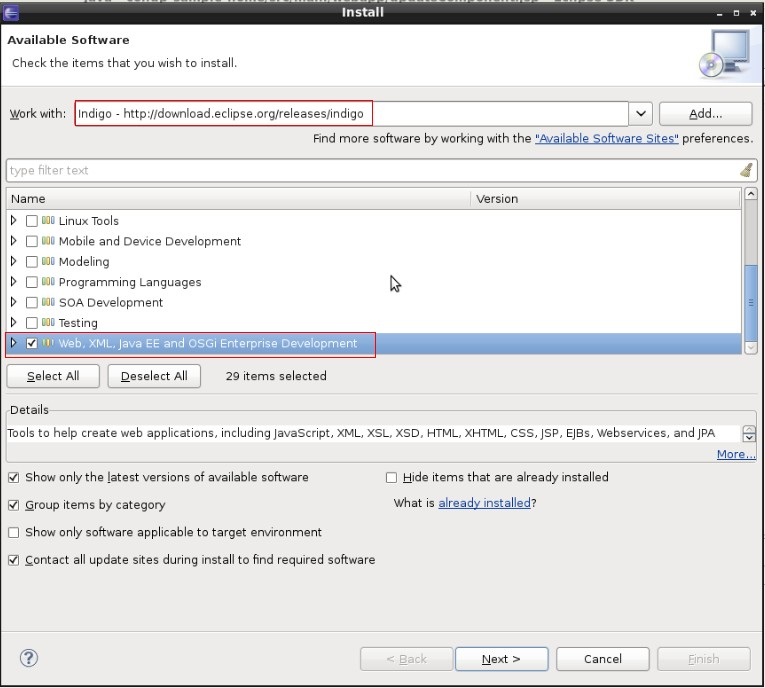 Install
Available Software
Check the items that you wish to install.
Work with: Indigo - http://download.eclipse.org/releases/indigo Add...
Find more software by working with the "Available Software Sites" preferences.
type filter text
Name Version
Linux Tools
Mobile and Device Development
Modeling
Programming Languages
SOA Development
Testing
Web, XML, Java EE and OSGi Enterprise Development
Select All Deselect All 29 items selected
Details
Tools to help create web applications, including JavaScript, XML, XSL, XSD, HTML, XHTML, CSS, JSP, EJBs, Webservices, and JPA
More...
Show only the latest versions of available software Hide items that are already installed
Group items by category What is already installed?
Show only software applicable to target environment
Contact all update sites during install to find required software
? < Back Next > Cancel Finish